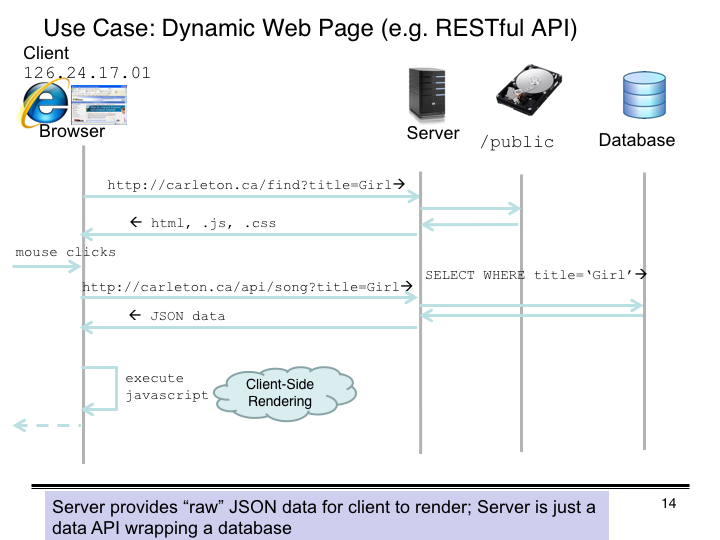 Use Case: Dynamic Web Page (e.g. RESTful API)
Client
126.24.17.01
Browser
Server
/public
Database
http://carleton.ca/find?title=Girl→
← html, .js, .css
mouse clicks
SELECT WHERE title=‘Girl’→
http://carleton.ca/api/song?title=Girl→
← JSON data
execute
javascript
Client-Side
Rendering
Server provides “raw” JSON data for client to render; Server is just a
data API wrapping a database
14